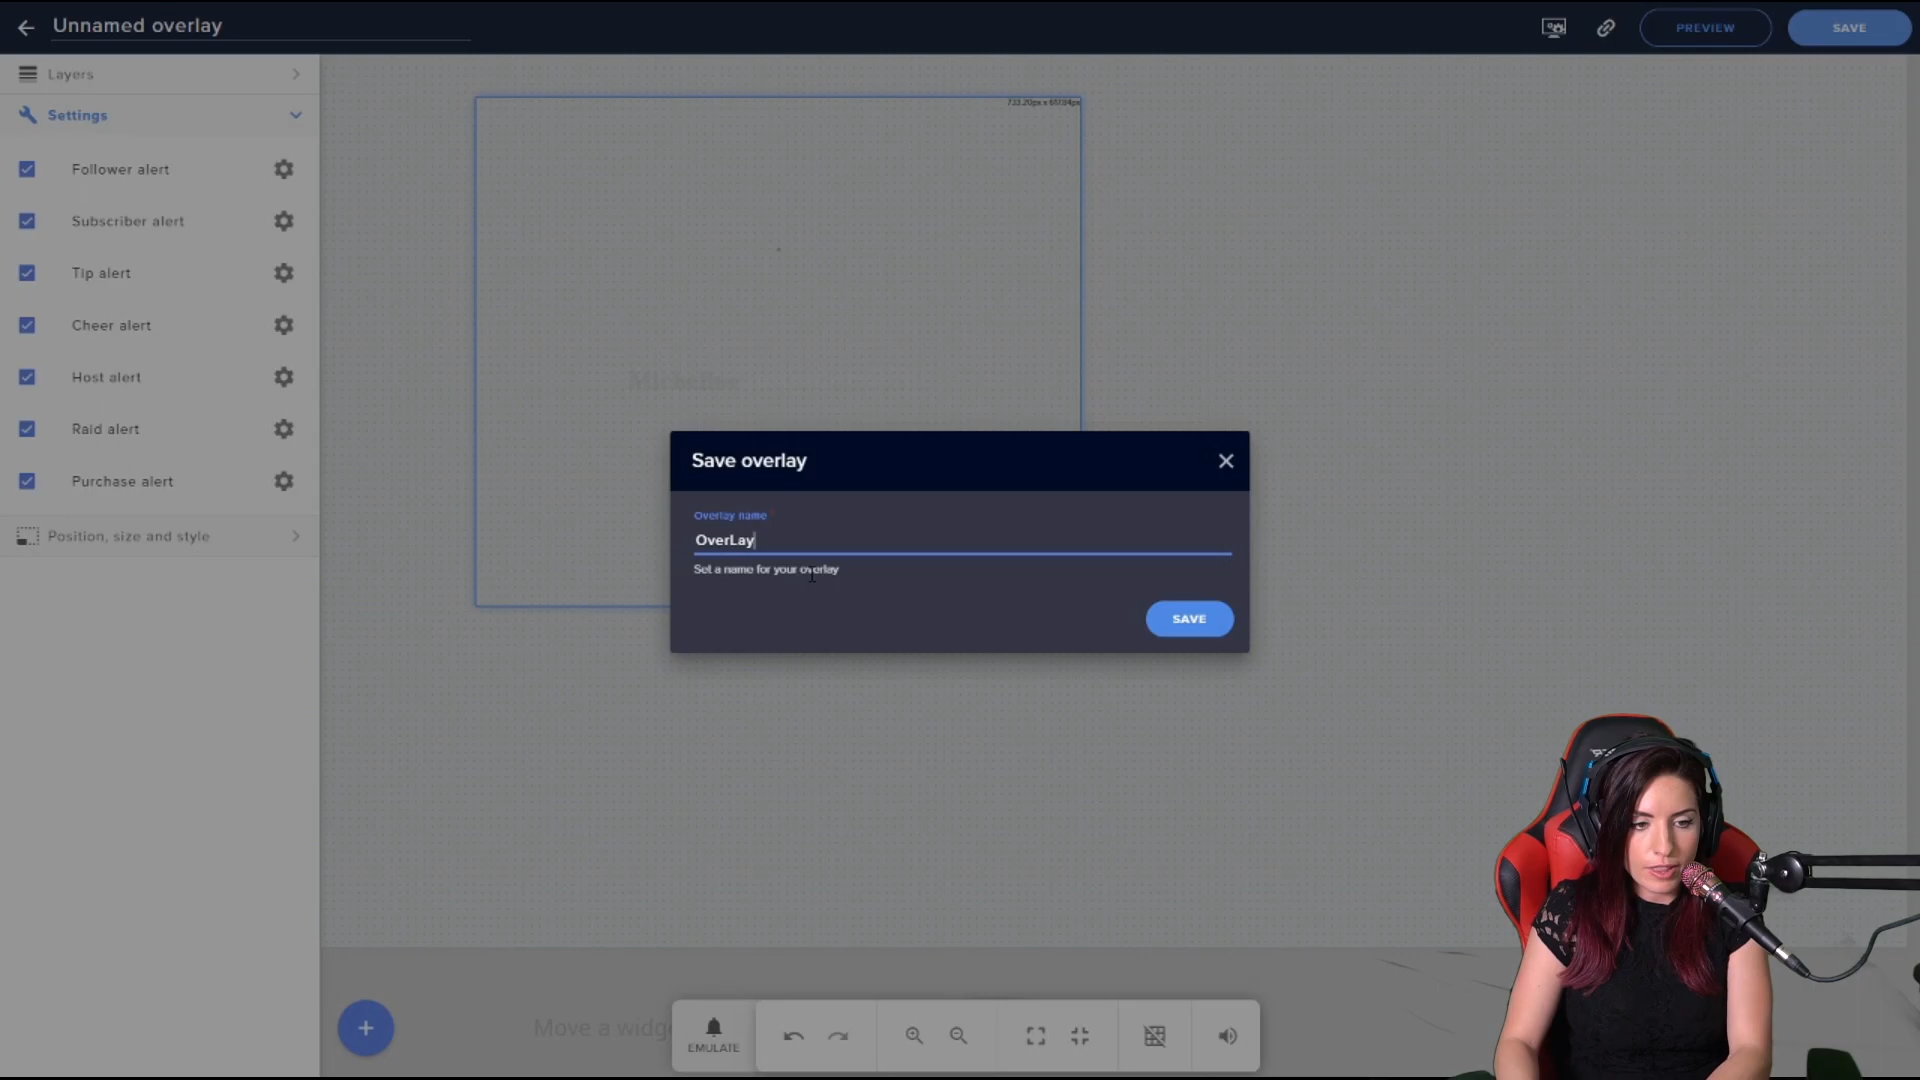 Unnamed overlay
PREVIEW
SAVE
Layers
Settings
Follower alert
Subscriber alert
Tip alert
Cheer alert
Host alert
Raid alert
Purchase alert
Position, size and style
Save overlay
Overlay name
OverLay
Set a name for your overlay
SAVE
Move a
EMULATE